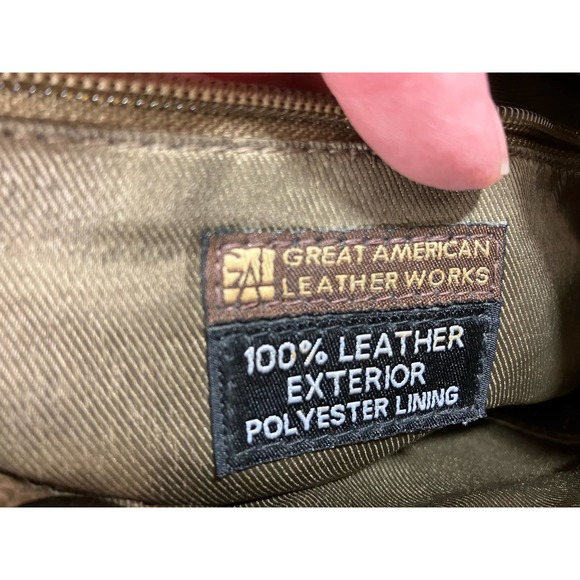 GREAT AMERICAN
LEATHER WORKS
100% LEATHER
EXTERIOR
POLYESTER LINING